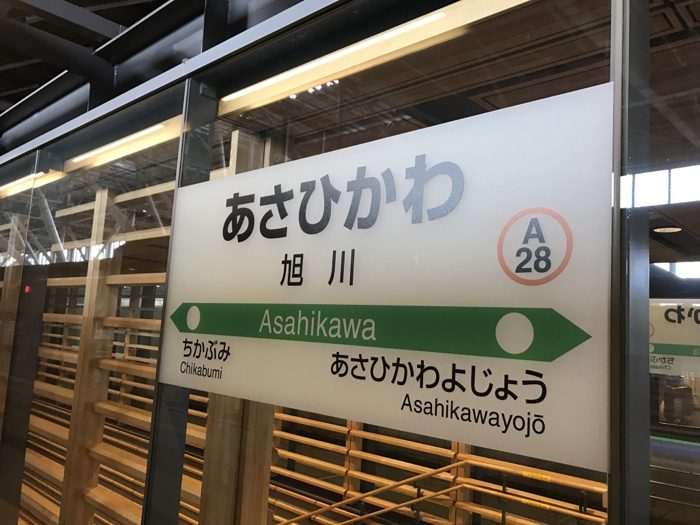 あさひかわ
旭川
A
28
Asahikawa
ちかぶみ
Chikabumi
あさひかわよじょう
Asahikawayojō